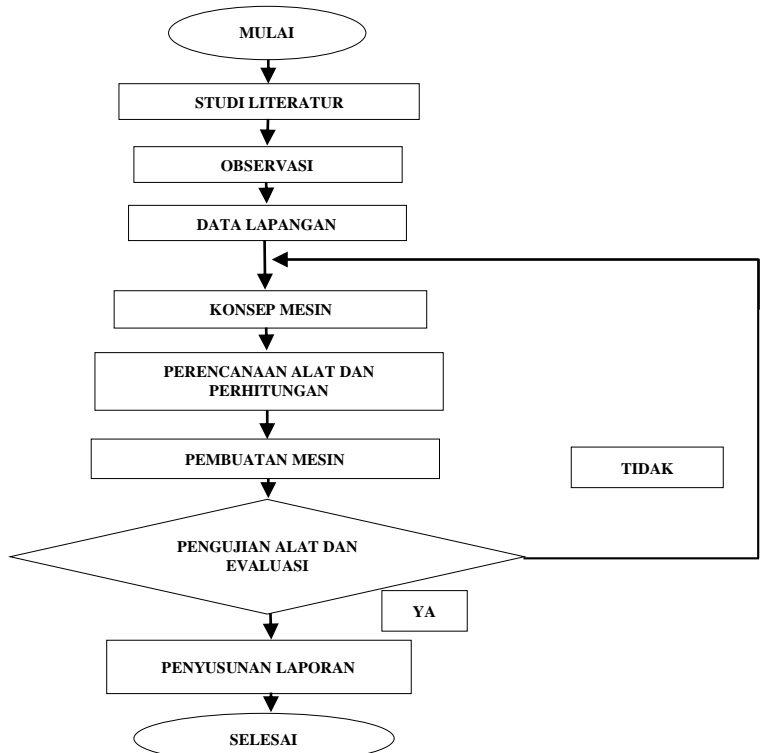 MULAI
STUDI LITERATUR
OBSERVASI
DATA LAPANGAN
KONSEP MESIN
PERENCANAAN ALAT DAN
PERHITUNGAN
PEMBUATAN MESIN
TIDAK
PENGUJIAN ALAT DAN
EVALUASI
YA
PENYUSUNAN LAPORAN
SELESAI